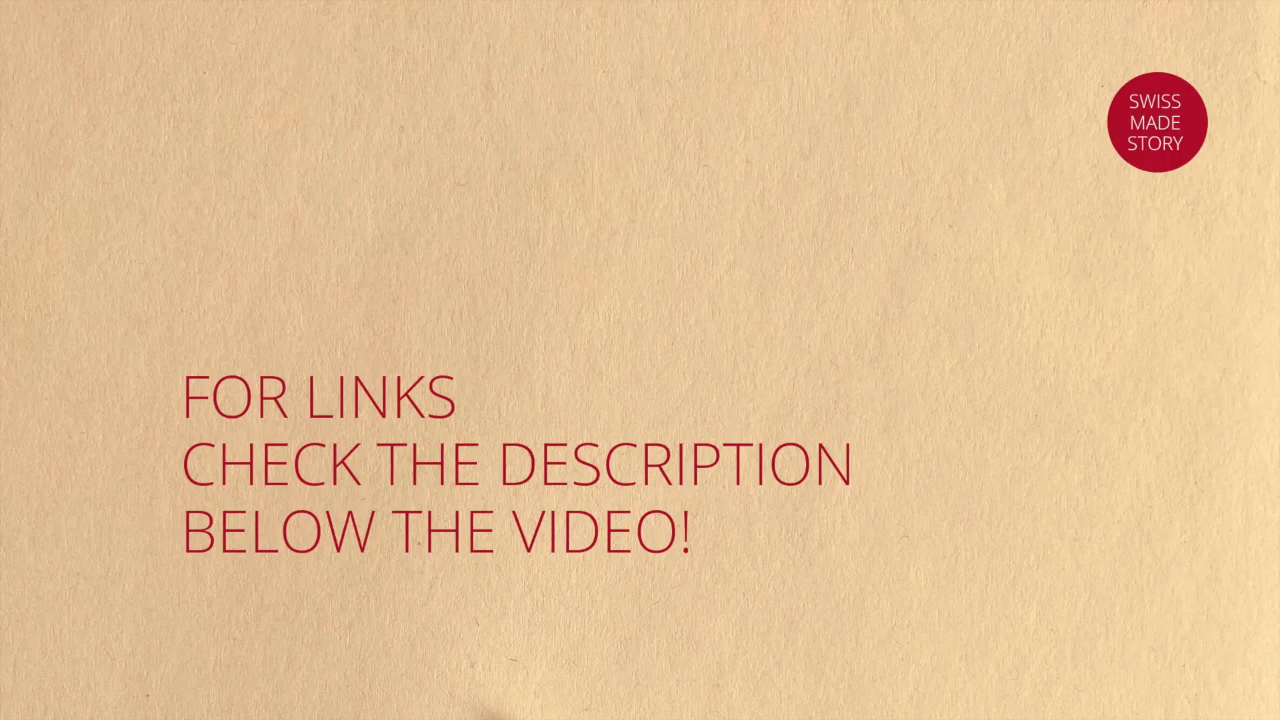 SWISS
MADE
STORY
FOR LINKS
CHECK THE DESCRIPTION
BELOW THE VIDEO!